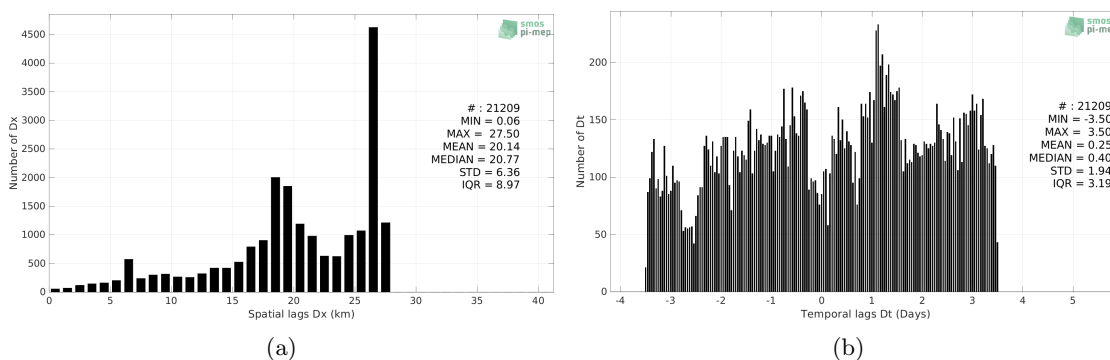 4500
4000
3500
3000
2500
2000
1500
1000
500
0
Number of Dx
smos
pi-mep
# : 21209
MIN = 0.06
MAX = 27.50
MEAN = 20.14
MEDIAN = 20.77
STD = 6.36
IQR = 8.97
0 5 10 15 20 25 30 35 40
Spatial lags Dx (km)
(a)
200
150
100
50
0
Number of Dt
smos
pi-mep
# : 21209
MIN = -3.50
MAX = 3.50
MEAN = 0.25
MEDIAN = 0.40
STD = 1.94
IQR = 3.19
-4 -3 -2 -1 0 1 2 3 4 5
Temporal lags Dt (Days)
(b)